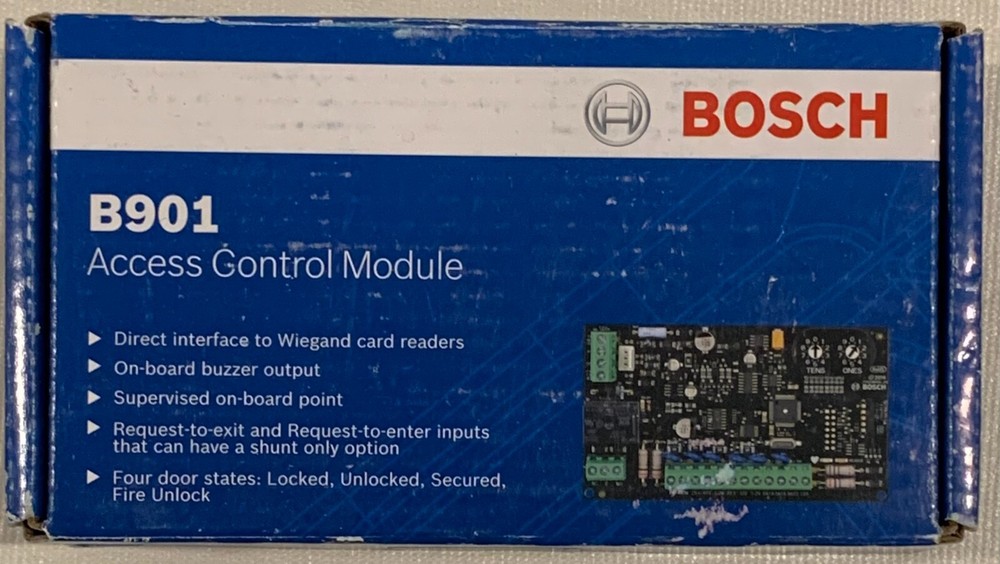 BOSCH
B901
Access Control Module
Direct interface to Wiegand card readers
On-board buzzer output
Supervised on-board point
Request-to-exit and Request-to-enter inputs
that can have a shunt only option
Four door states: Locked, Unlocked, Secured,
Fire Unlock
TENS
ONES
BOSCH